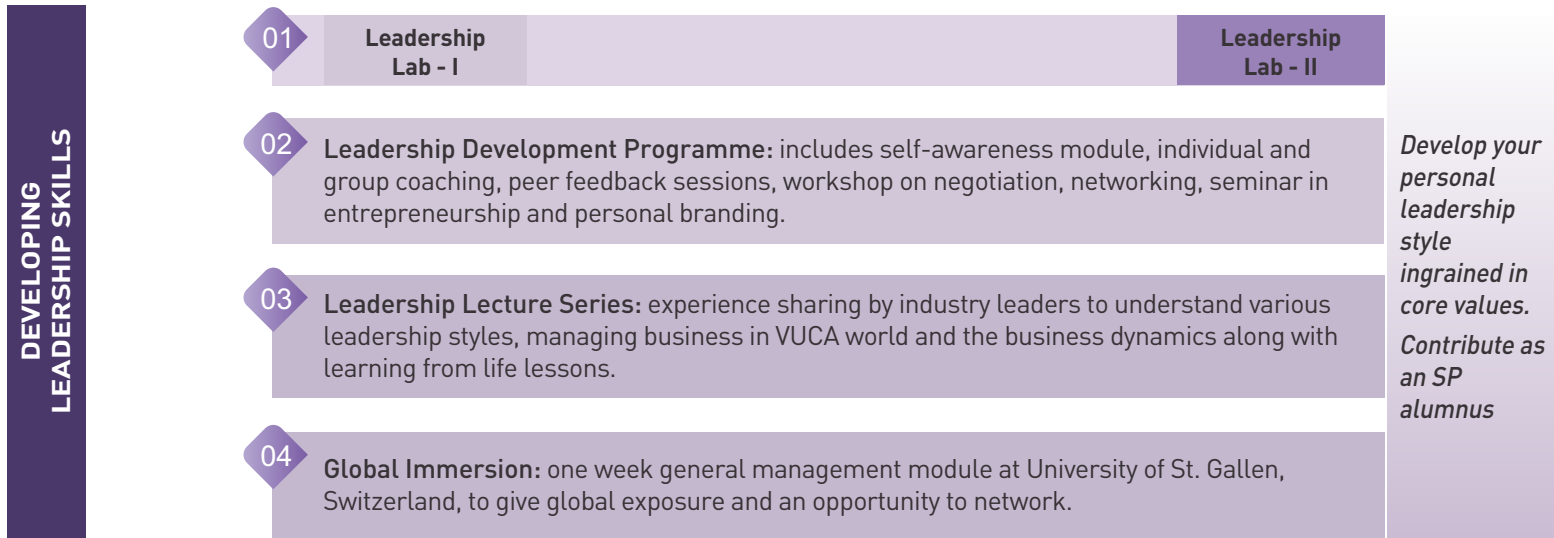 DEVELOPING
LEADERSHIP SKILLS
01
Leadership
Lab - I
Leadership
Lab - II
02
Leadership Development Programme: includes self-awareness module, individual and
group coaching, peer feedback sessions, workshop on negotiation, networking, seminar in
entrepreneurship and personal branding.
03
Leadership Lecture Series: experience sharing by industry leaders to understand various
leadership styles, managing business in VUCA world and the business dynamics along with
learning from life lessons.
04
Global Immersion: one week general management module at University of St. Gallen,
Switzerland, to give global exposure and an opportunity to network.
Develop your
personal
leadership
style
ingrained in
core values.
Contribute as
an SP
alumnus